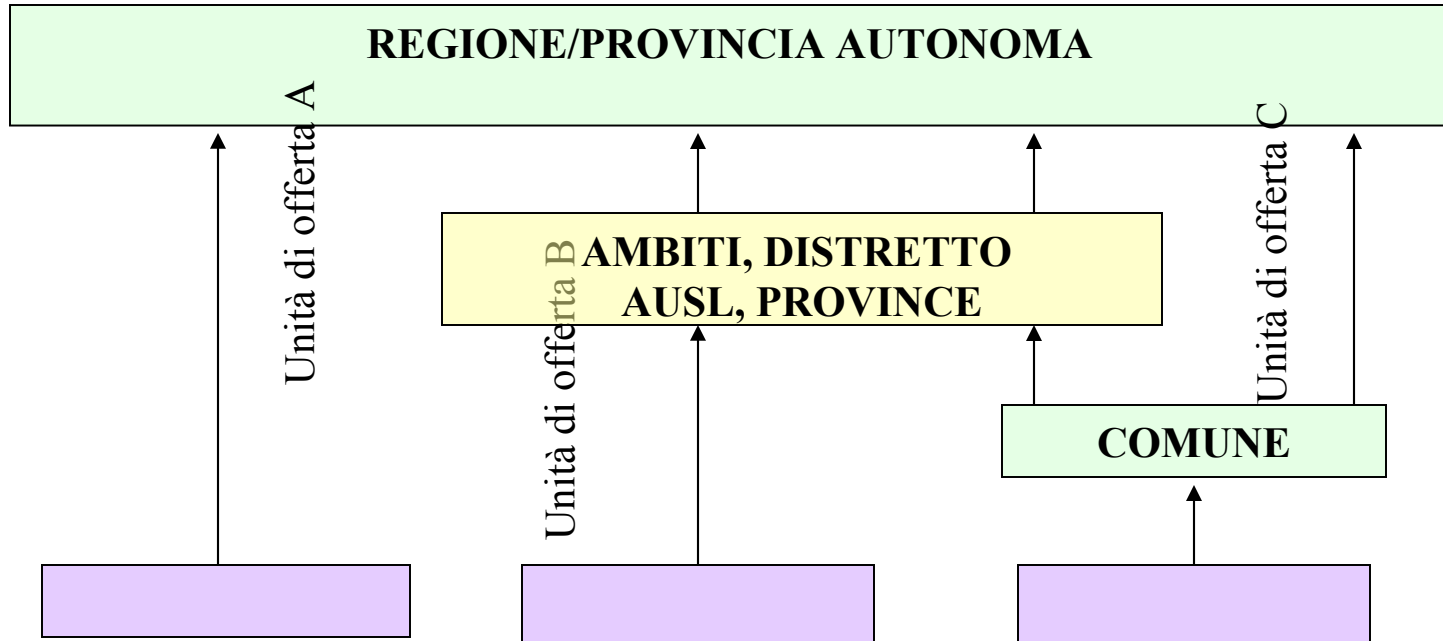 REGIONE/PROVINCIA AUTONOMA
Unità di offerta A
Unità di offerta C
AMBITI, DISTRETTO
AUSL, PROVINCE
Unità di offerta B
COMUNE